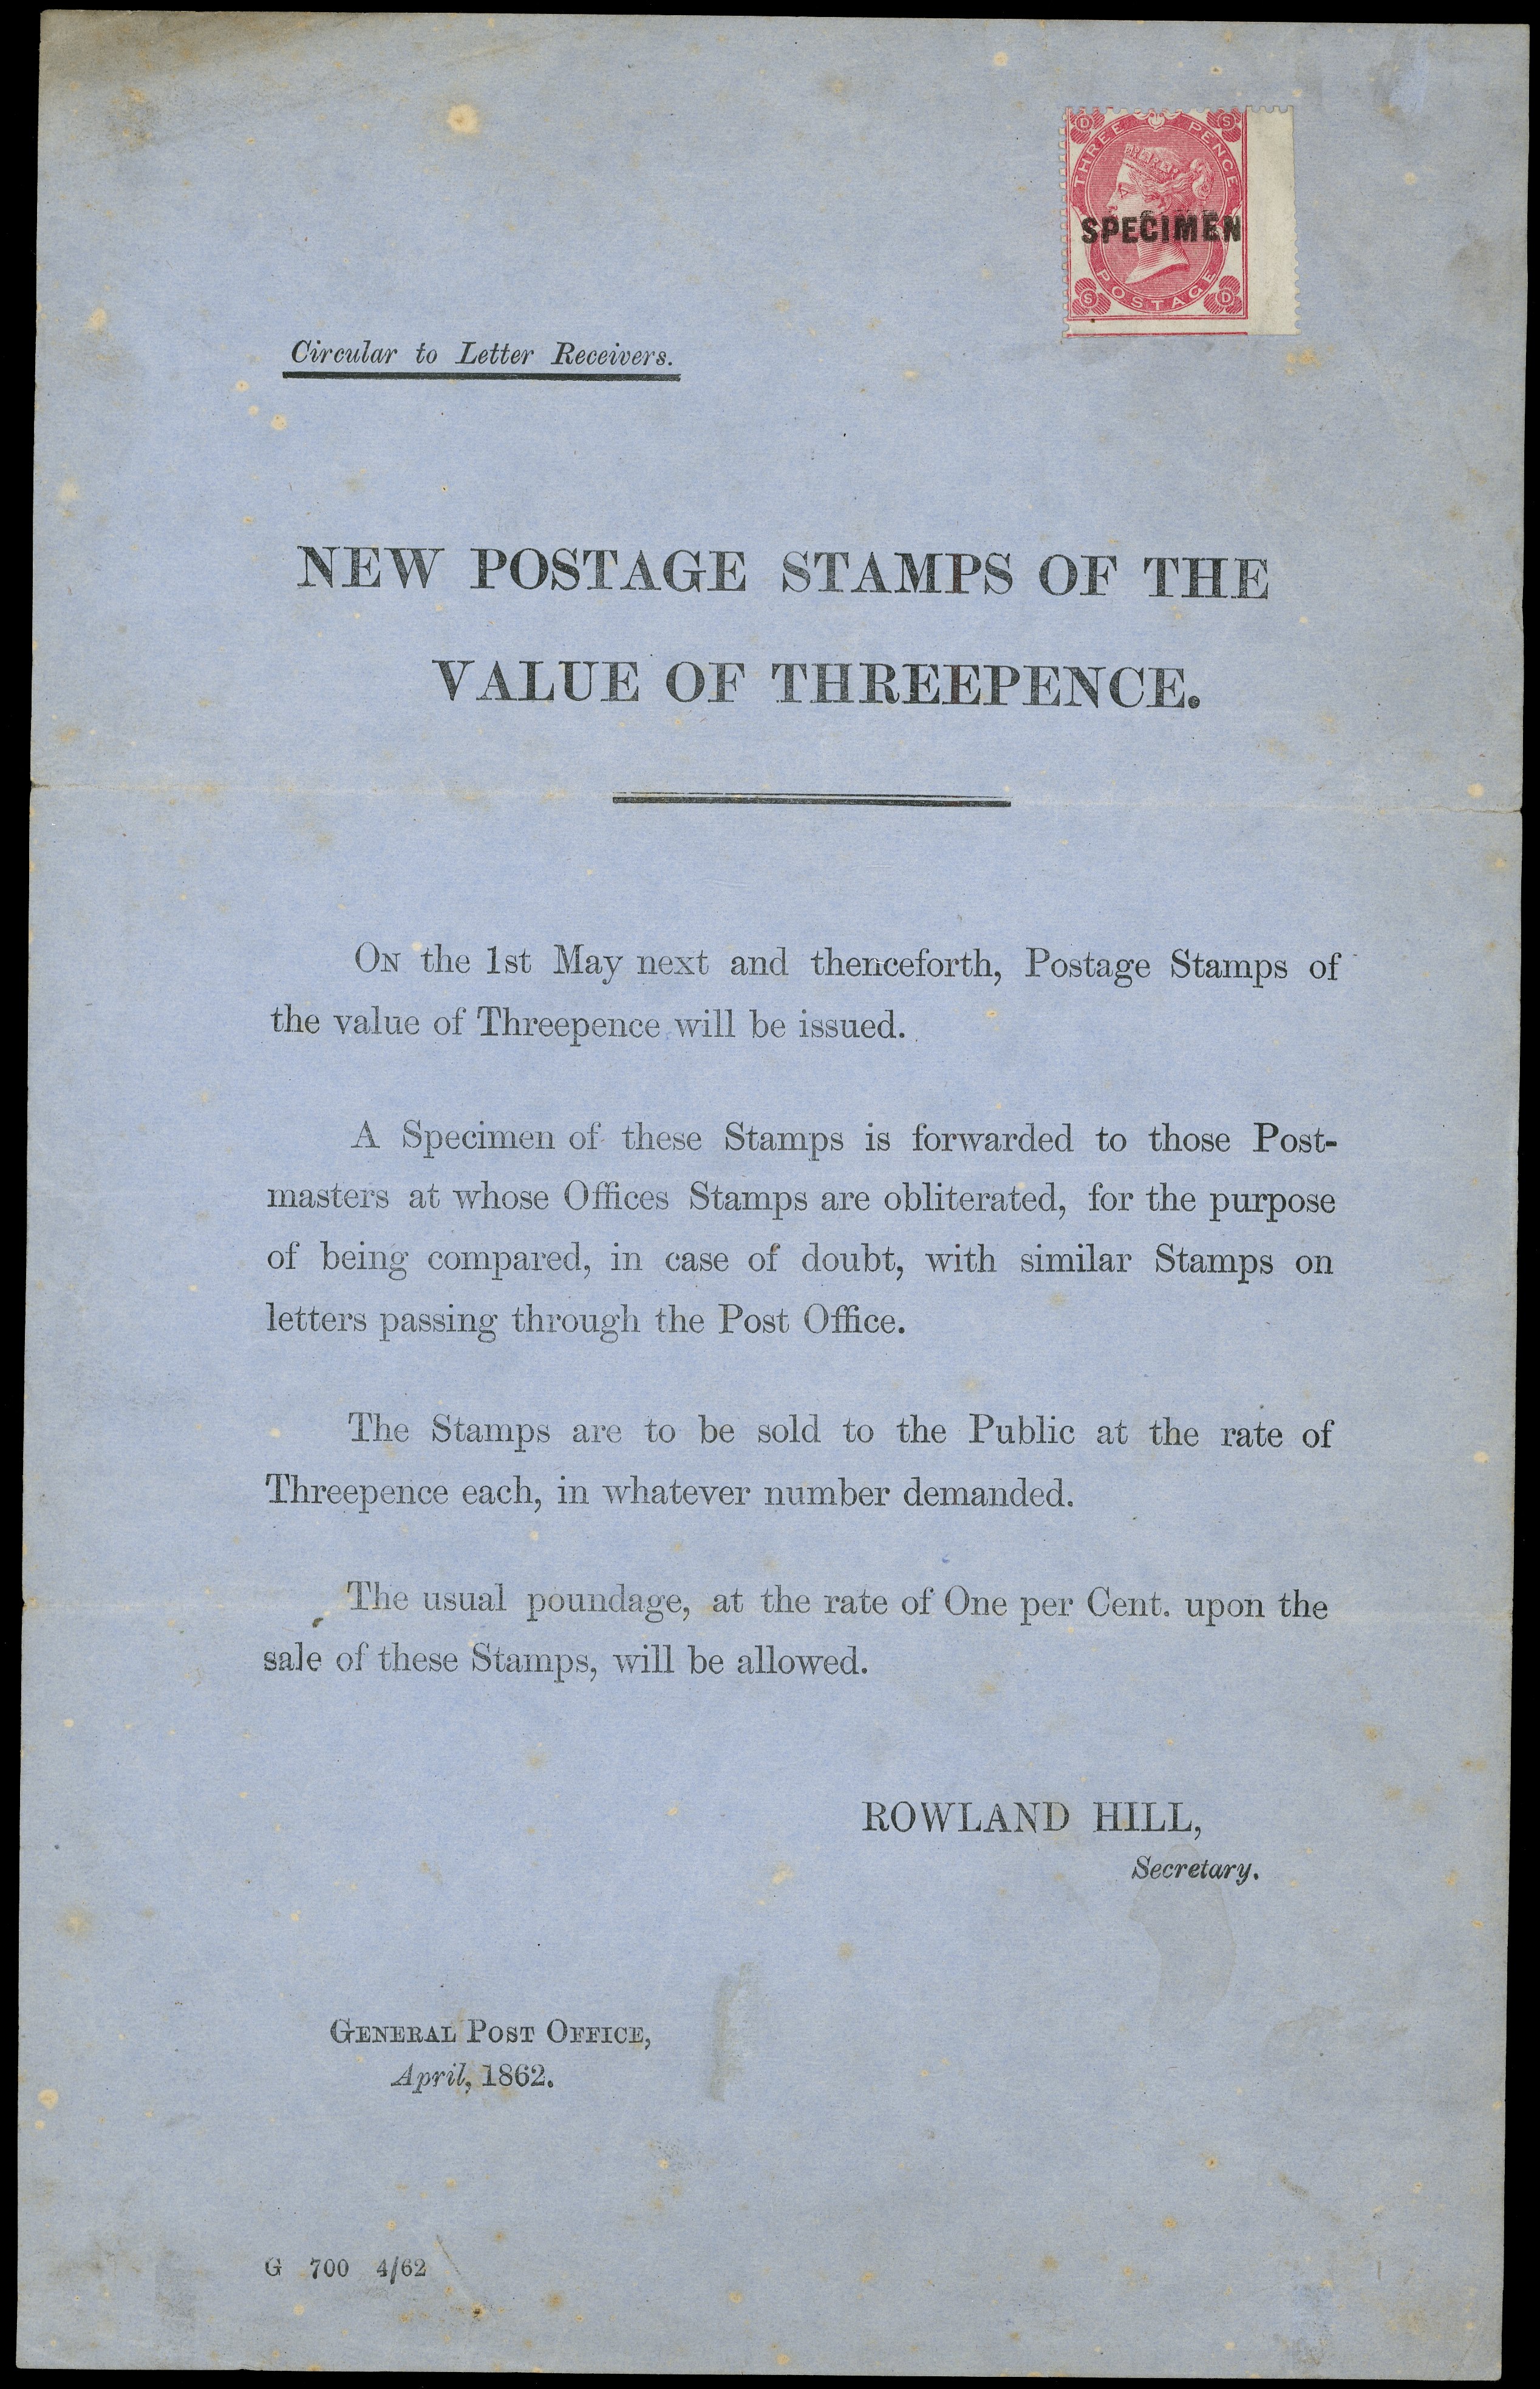 D S
THREE PENCE
SPECIMEN
POSTAGE
S D
Circular to Letter Receivers.
NEW POSTAGE STAMPS OF THE
VALUE OF THREEPENCE.
ON the 1st May next and thenceforth, Postage Stamps of
the value of Threepence will be issued.
A Specimen of these Stamps is forwarded to those Post-
masters at whose Offices Stamps are obliterated, for the purpose
of being compared, in case of doubt, with similar Stamps on
letters passing through the Post Office.
The Stamps are to be sold to the Public at the rate of
Threepence each, in whatever number demanded.
The usual poundage, at the rate of One per Cent. upon the
sale of these Stamps, will be allowed.
ROWLAND HILL,
Secretary.
GENERAL POST OFFICE,
April, 1862.
G 700 4/62